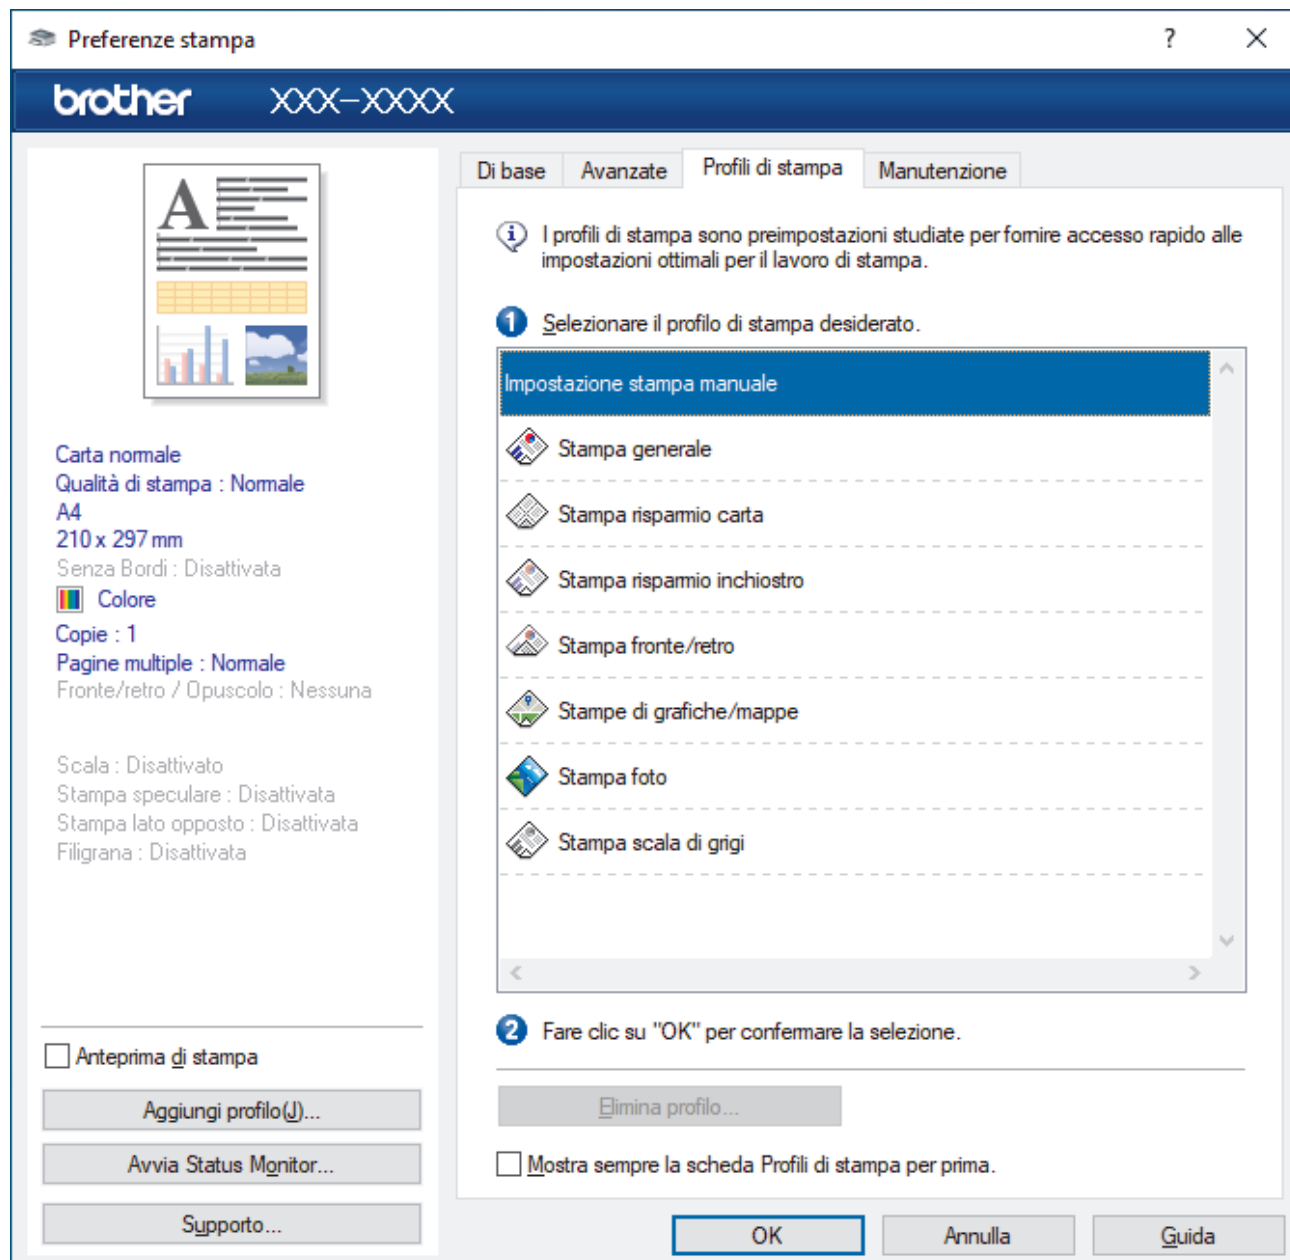 Preferenze stampa
?
brother XXX-XXXX
A
Carta normale
Qualità di stampa : Normale
A4
210 x 297 mm
Senza Bordi : Disattivata
Colore
Copie : 1
Pagine multiple : Normale
Fronte/retro / Opuscolo : Nessuna
Scala : Disattivato
Stampa speculare : Disattivata
Stampa lato opposto : Disattivata
Filigrana : Disattivata
Anteprima di stampa
Aggiungi profilo(J)...
Avvia Status Monitor...
Supporto...
Di base Avanzate Profili di stampa Manutenzione
I profili di stampa sono preimpostazioni studiate per fornire accesso rapido alle
impostazioni ottimali per il lavoro di stampa.
1 Selezionare il profilo di stampa desiderato.
Impostazione stampa manuale
Stampa generale
Stampa risparmio carta
Stampa risparmio inchiostro
Stampa fronte/retro
Stampe di grafiche/mappe
Stampa foto
Stampa scala di grigi
2 Fare clic su "OK" per confermare la selezione.
Elimina profilo...
Mostra sempre la scheda Profili di stampa per prima.
OK Annulla Guida